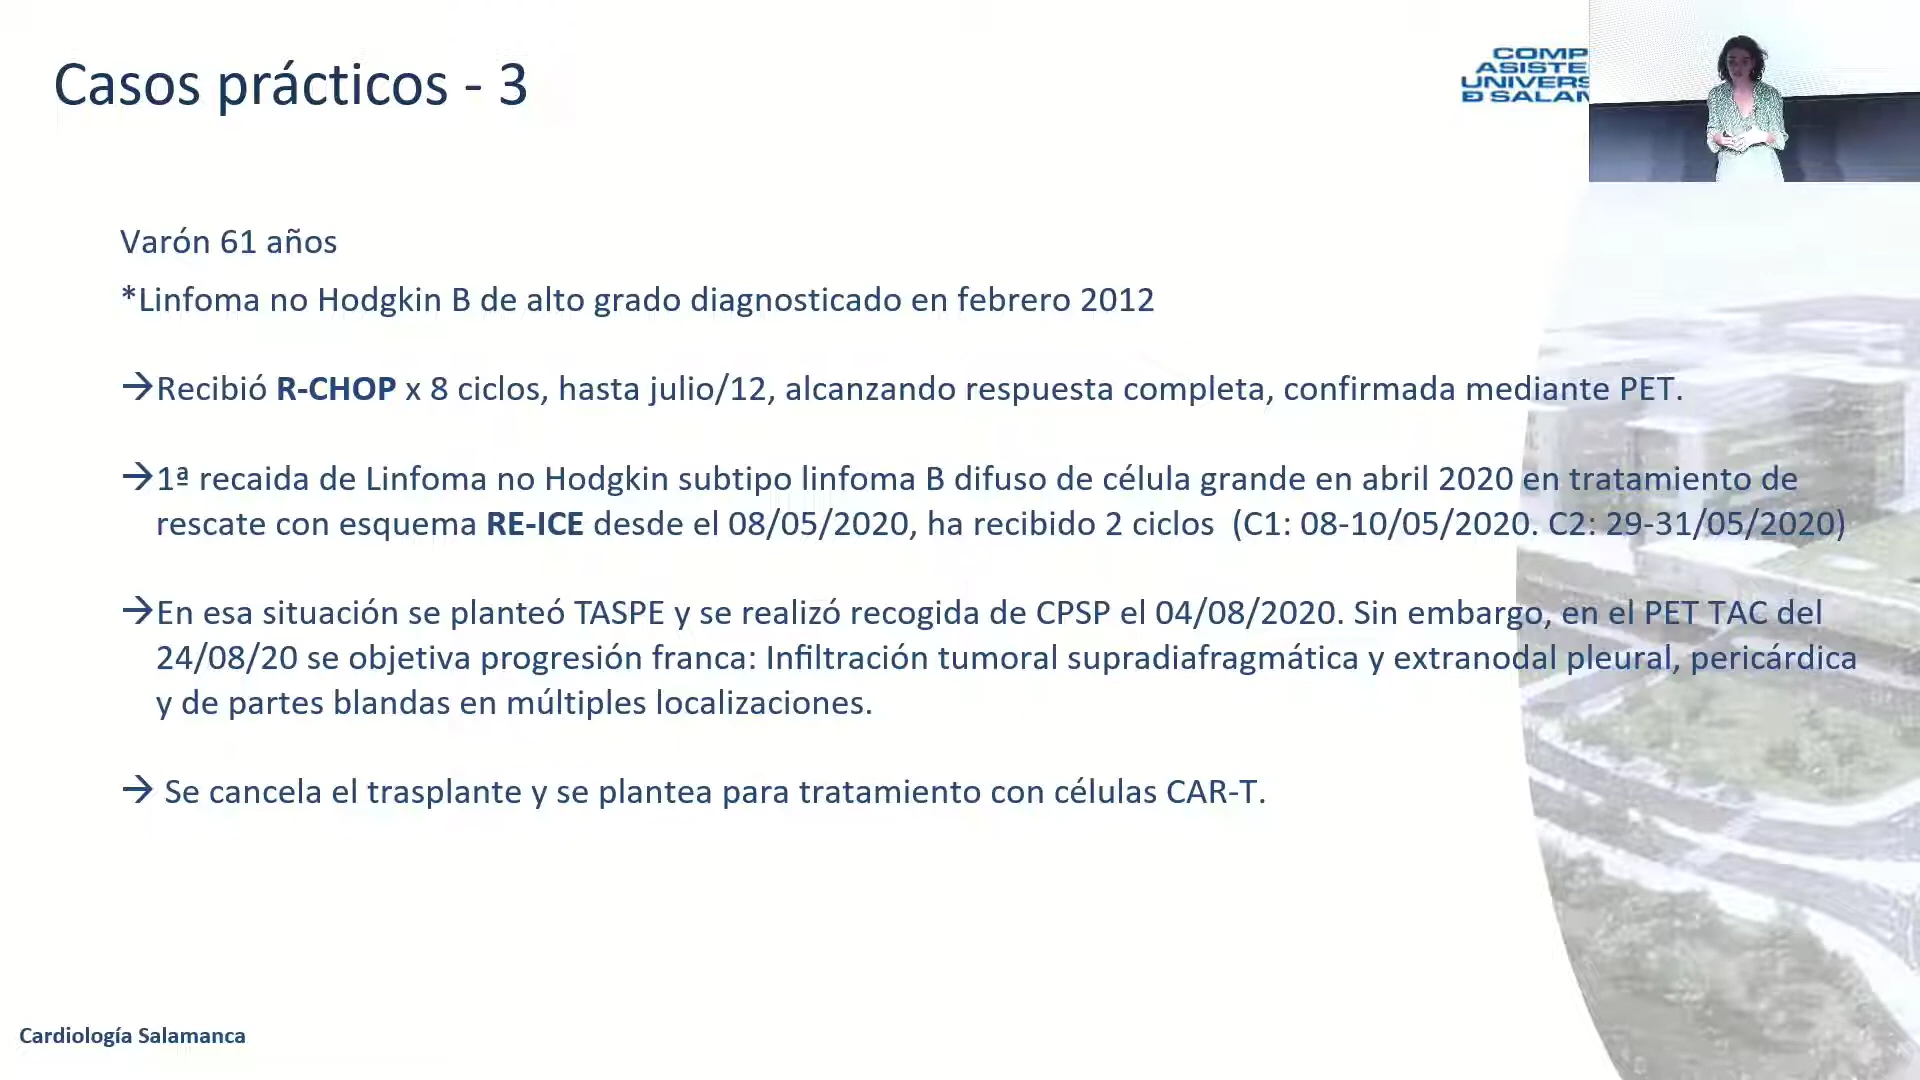 Casos prácticos - 3
COMP
ASISTE
UNIVERS
D SALAN
Varón 61 años
*Linfoma no Hodgkin B de alto grado diagnosticado en febrero 2012
→Recibió R-CHOP x 8 ciclos, hasta julio/12, alcanzando respuesta completa, confirmada mediante PET.
→1ª recaida de Linfoma no Hodgkin subtipo linfoma B difuso de célula grande en abril 2020 en tratamiento de
rescate con esquema RE-ICE desde el 08/05/2020, ha recibido 2 ciclos (C1: 08-10/05/2020. C2: 29-31/05/2020)
→En esa situación se planteó TASPE y se realizó recogida de CPSP el 04/08/2020. Sin embargo, en el PET TAC del
24/08/20 se objetiva progresión franca: Infiltración tumoral supradiafragmática y extranodal pleural, pericárdica
y de partes blandas en múltiples localizaciones.
→ Se cancela el trasplante y se plantea para tratamiento con células CAR-T.
Cardiología Salamanca